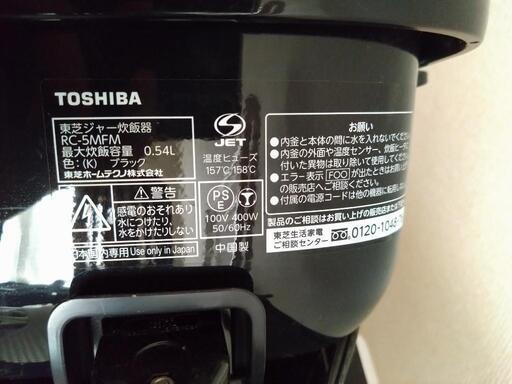 TOSHIBA
東芝ジャー炊飯器
RC-5MFM
最大炊飯容量 0.54L
色:(K) ブラック
東芝ホームテクノ株式会社
警告
感電のおそれあり
水につけたり、
水をかけたりしない
日本国内専用 Use only in Japan
S
JET
温度ヒューズ
157℃ 158℃
PS
E
100V 400W
50/60Hz
中国製
お願い
●内釜と本体の間に水を入れないでくださ
●内釜の外面や温度センサー、炊飯ヒータ
付いた異物は取り除いて使用してくださ
●エラー表示 F00 が出たときはお買い上
の販売店へご相談ください。
●付属の電源コードは他の機種に使用
製品のご相談はお買い上げの販売店または
東芝生活家電
ご相談センター
0120-1048-